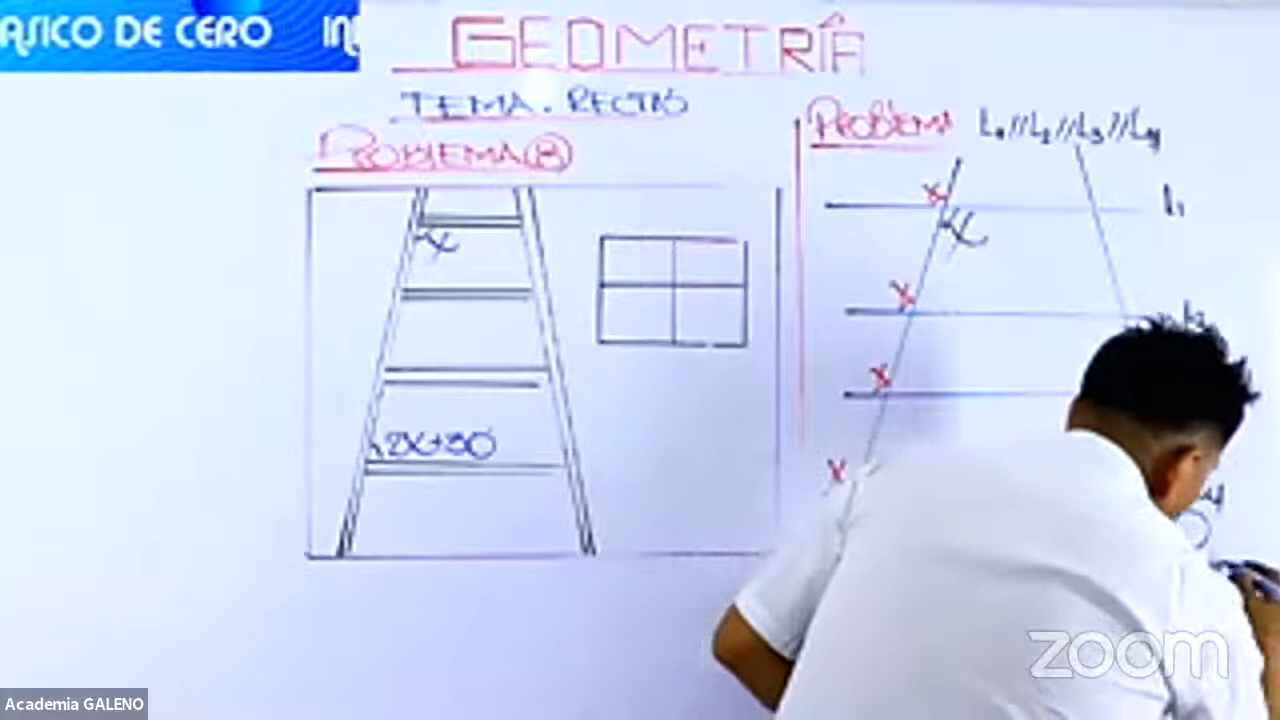 ASICO DE CERO
GEOMETRÍA
TEMA. RECTAS
PROBLEMA(8)
X
2X+30
PROBLEMA
L1//L2//L3//L4
X
X
X
X
X
L1
L2
zoom
Academia GALENO